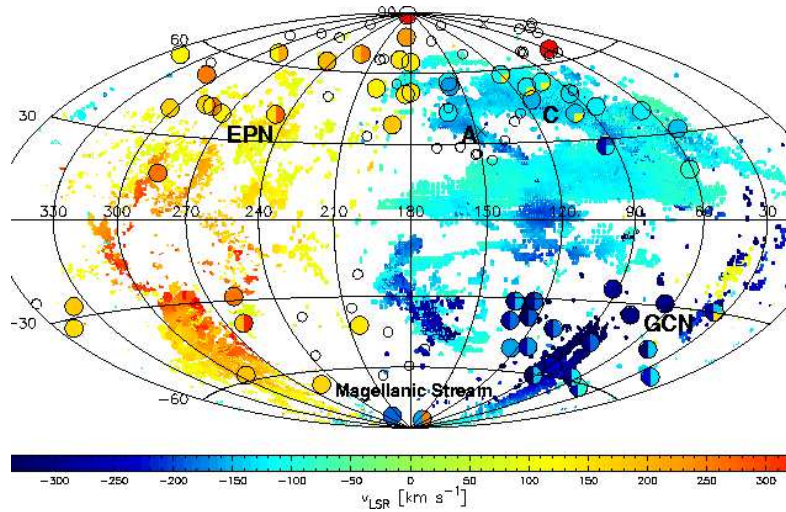 90
60
30
EPN A C
330 300 270 240 210 180 150 120 90 60 30
−30
GCN
−60
Magellanic Stream
−300 −250 −200 −150 −100 −50 0 50 100 150 200 250 300
vLSR [km s⁻¹]